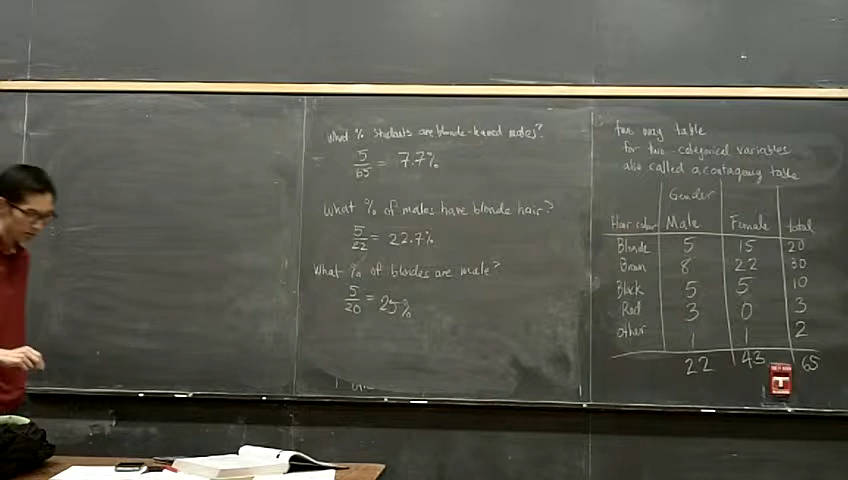 What % students are blonde-haired males?
5/65 = 7.7%
What % of males have blonde hair?
5/22 = 22.7%
What % of blondes are male?
5/20 = 25%
two way table
for two categorical variables
also called a contagency table
Gender
Hair color Male Female total
Blonde 5 15 20
Brown 8 22 30
Black 5 5 10
Red 3 0 3
Other 1 1 2
22 43 65